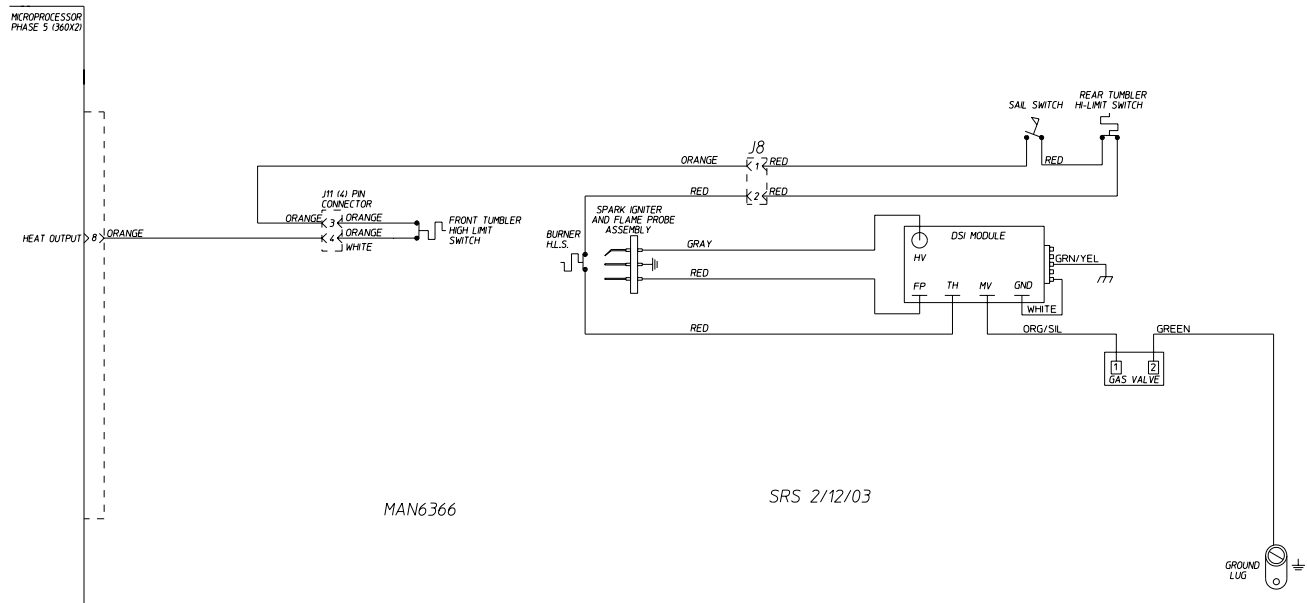 MICROPROCESSOR
PHASE 5 (360X2)
SAIL SWITCH
REAR TUMBLER
HI-LIMIT SWITCH
J8
ORANGE
1
RED
RED
RED
2
RED
J11 (4) PIN
CONNECTOR
ORANGE
3
ORANGE
HEAT OUTPUT
8
ORANGE
4
ORANGE
WHITE
FRONT TUMBLER
HIGH LIMIT
SWITCH
BURNER
H.L.S.
SPARK IGNITER
AND FLAME PROBE
ASSEMBLY
GRAY
RED
RED
DSI MODULE
HV
FP
TH
MV
GND
GRN/YEL
WHITE
ORG/SIL
GREEN
1
2
GAS VALVE
MAN6366
SRS 2/12/03
GROUND
LUG